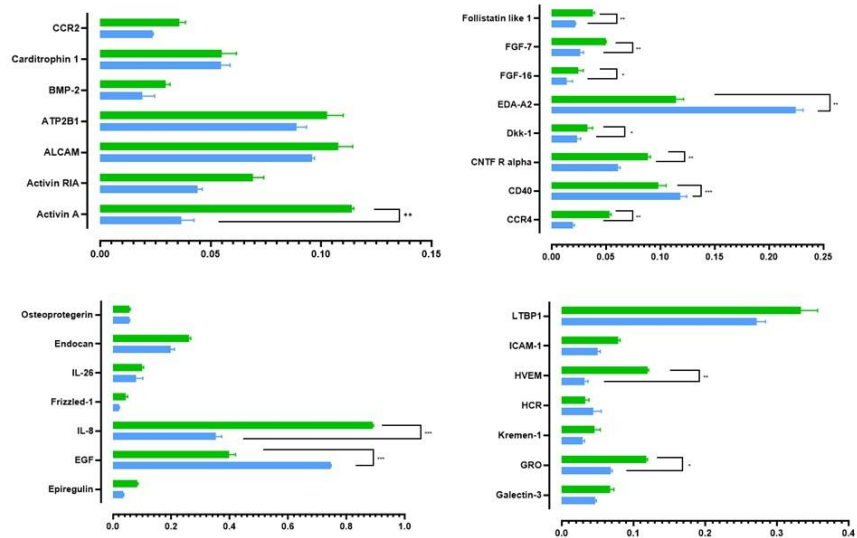 CCR2
Carditrophin 1
BMP-2
ATP2B1
ALCAM
Activin RIA
Activin A
**
0.00 0.05 0.10 0.15
Follistatin like 1
**
FGF-7
**
FGF-16
*
EDA-A2
**
Dkk-1
*
CNTF R alpha
**
CD40
***
CCR4
**
0.00 0.05 0.10 0.15 0.20 0.25
Osteoprotegerin
Endocan
IL-26
Frizzled-1
IL-8
***
EGF
***
Epiregulin
0.0 0.2 0.4 0.6 0.8 1.0
LTBP1
ICAM-1
HVEM
**
HCR
Kremen-1
GRO
*
Galectin-3
0.0 0.1 0.2 0.3 0.4